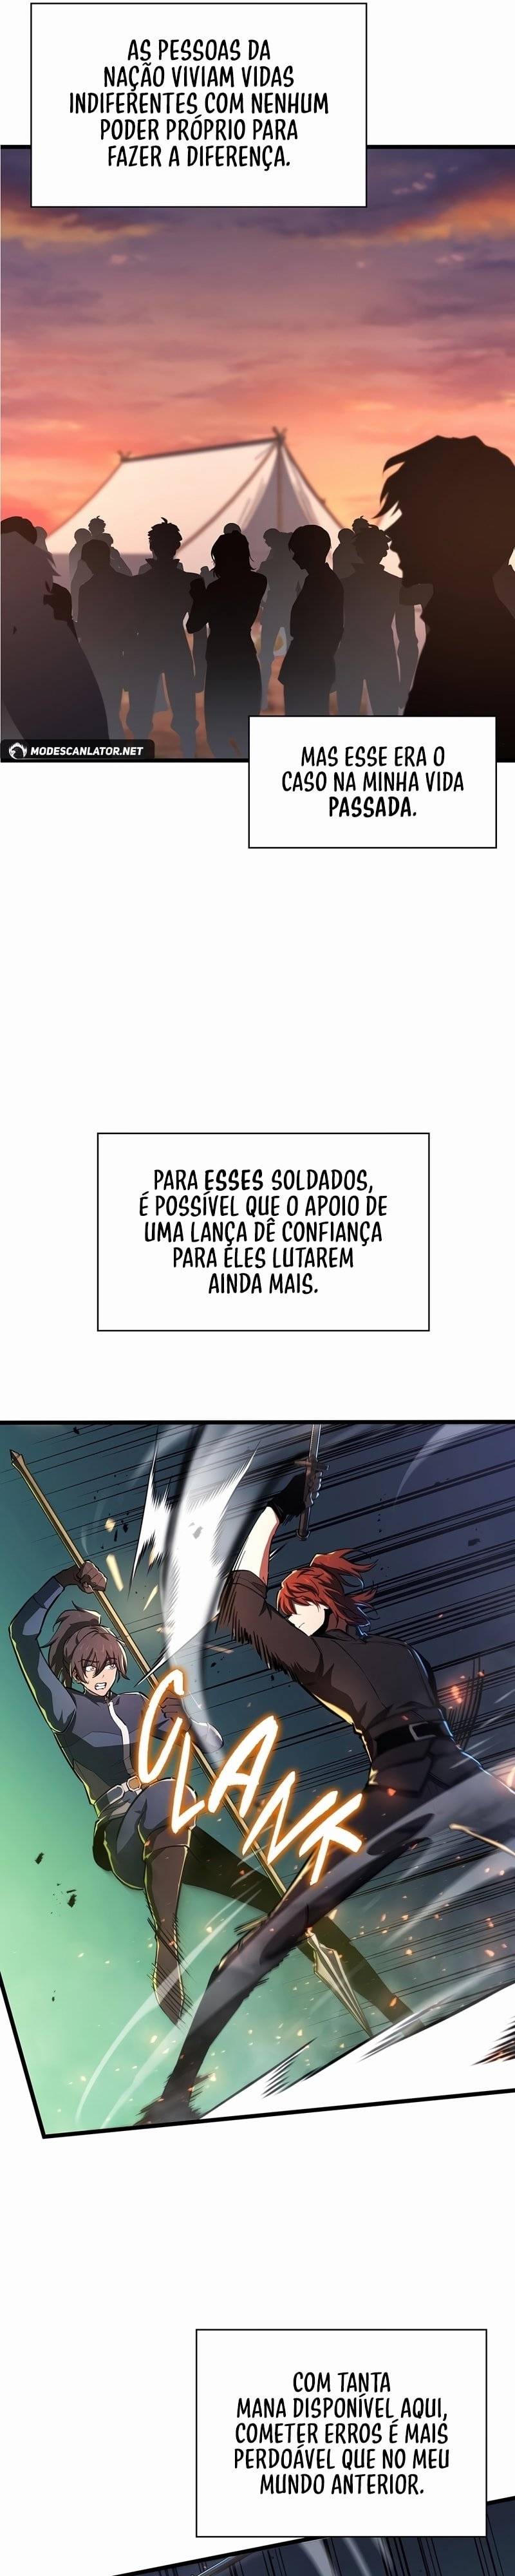 AS PESSOAS DA
NAÇÃO VIVIAM VIDAS
INDIFERENTES COM NENHUM
PODER PRÓPRIO PARA
FAZER A DIFERENÇA.
MODESCANLATOR.NET
MAS ESSE ERA O
CASO NA MINHA VIDA
PASSADA.
PARA ESSES SOLDADOS,
É POSSÍVEL QUE O APOIO DE
UMA LANÇA DÊ CONFIANÇA
PARA ELES LUTAREM
AINDA MAIS.
CLANK
COM TANTA
MANA DISPONÍVEL AQUI,
COMETER ERROS É MAIS
PERDOÁVEL QUE NO MEU
MUNDO ANTERIOR.